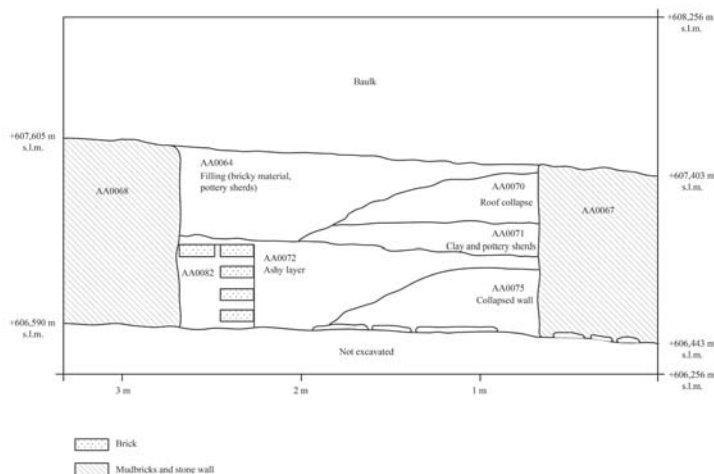 +608,256 m
s.l.m.
Baulk
+607,605 m
s.l.m.
AA0064
Filling (bricky material,
pottery sherds)
+607,403 m
s.l.m.
AA0068
AA0070
Roof collapse
AA0067
AA0071
Clay and pottery sherds
AA0072
Ashy layer
AA0082
AA0075
Collapsed wall
+606,590 m
s.l.m.
+606,443 m
s.l.m.
Not excavated
+606,256 m
s.l.m.
3 m
2 m
1 m
Brick
Mudbricks and stone wall